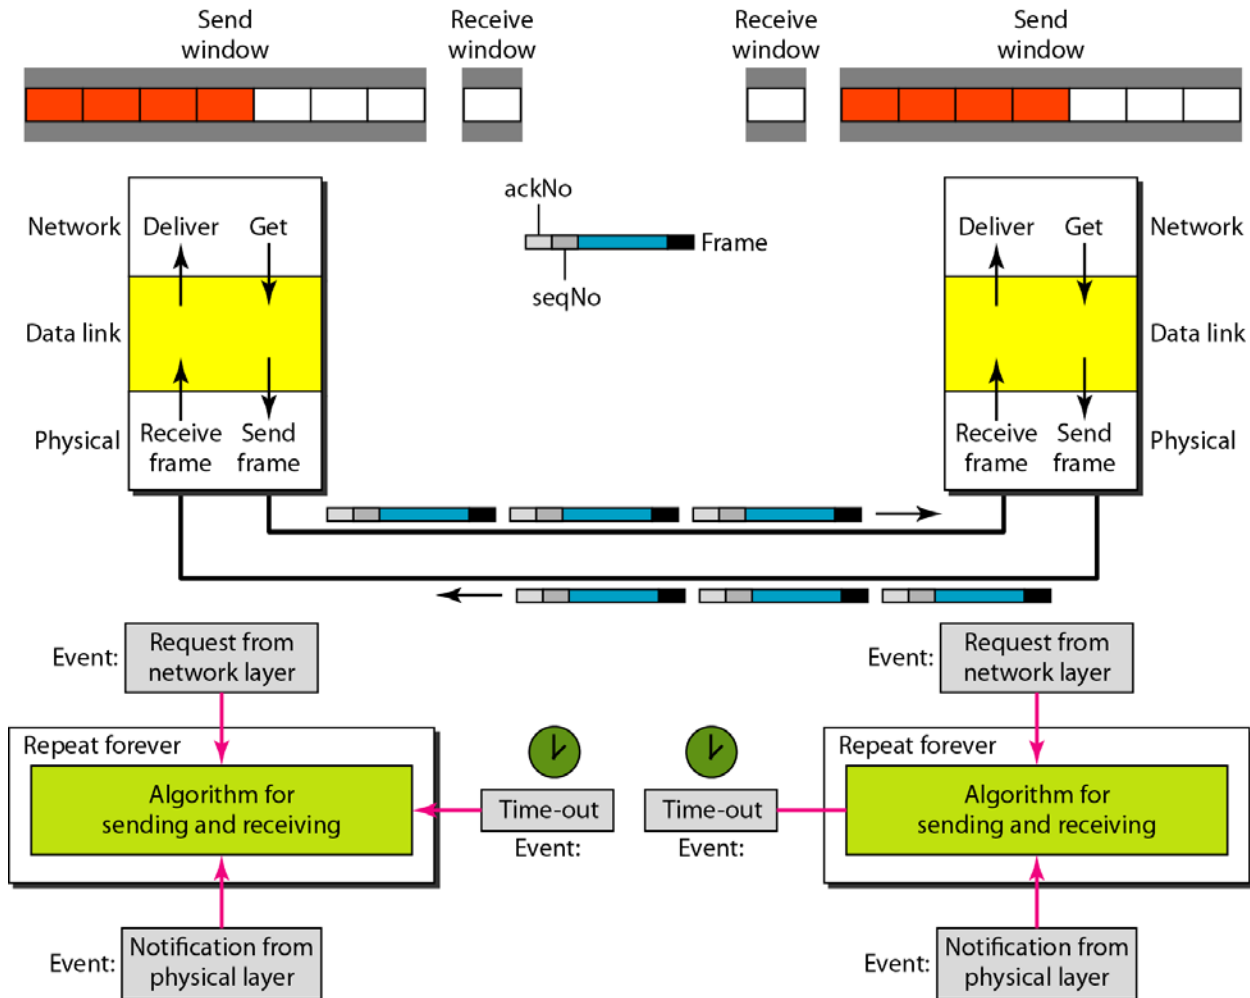 Send
window
Receive
window
Receive
window
Send
window
ackNo
Frame
seqNo
Network
Deliver
Get
Data link
Physical
Receive
frame
Send
frame
Deliver
Get
Network
Data link
Receive
frame
Send
frame
Physical
Event:
Request from
network layer
Repeat forever
Algorithm for
sending and receiving
Time-out
Event:
Event:
Notification from
physical layer
Event:
Request from
network layer
Repeat forever
Algorithm for
sending and receiving
Time-out
Event:
Event:
Notification from
physical layer